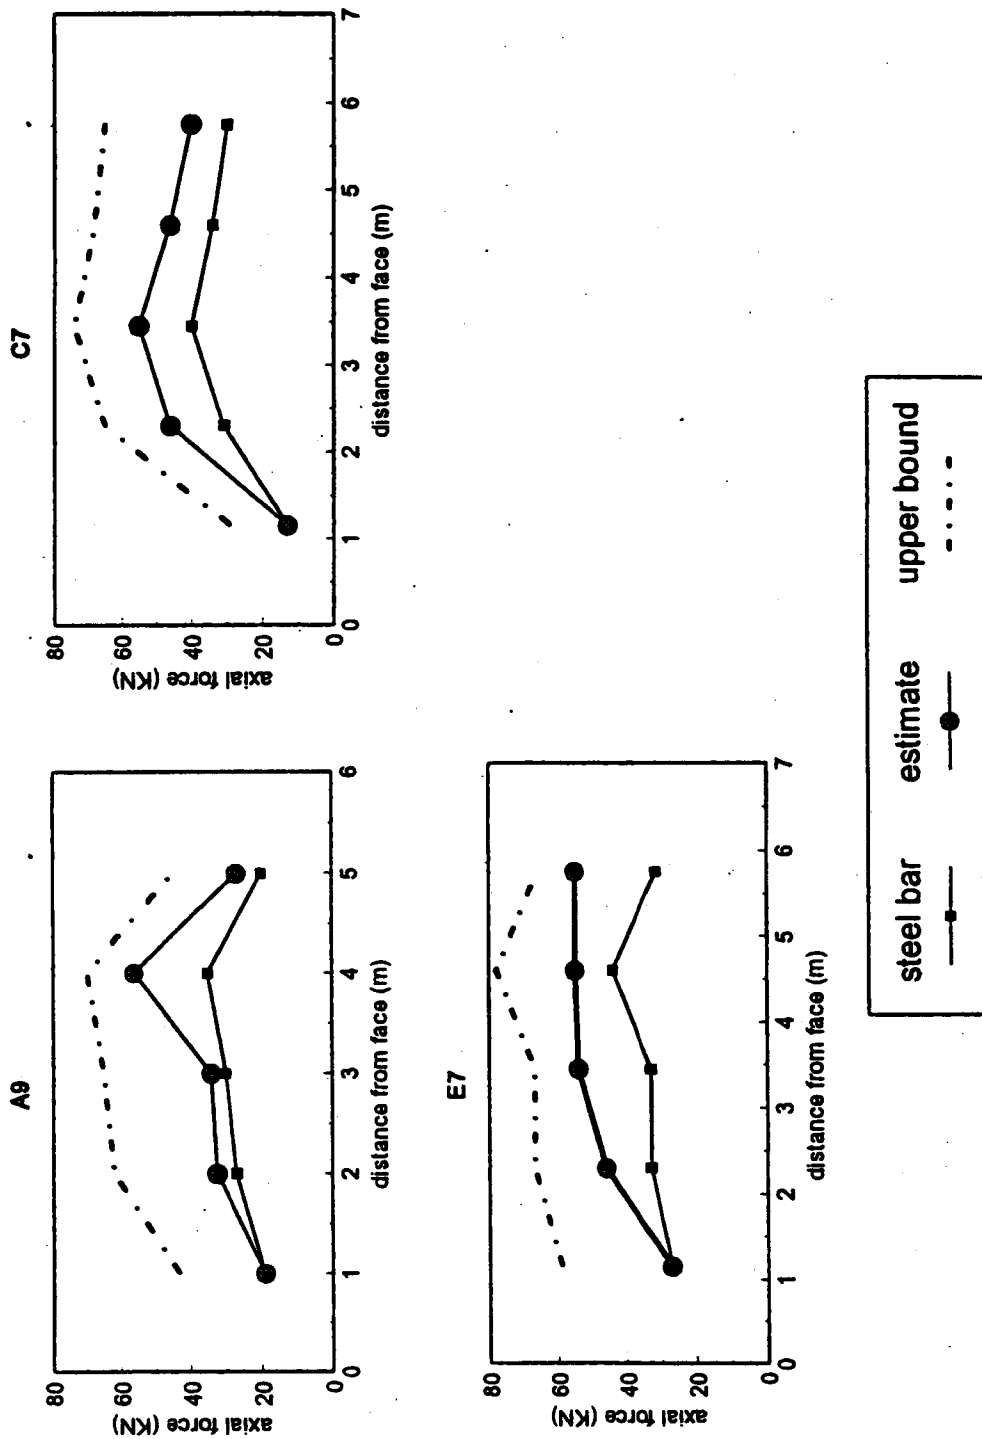 A9
axial force (KN)
80
60
40
20
0
0 1 2 3 4 5 6
distance from face (m)
C7
axial force (KN)
80
60
40
20
0
0 1 2 3 4 5 6 7
distance from face (m)
E7
axial force (KN)
80
60
40
20
0
0 1 2 3 4 5 6 7
distance from face (m)
steel bar estimate upper bound